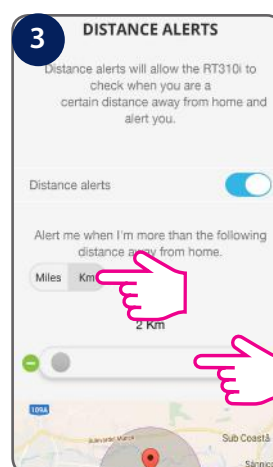 3
DISTANCE ALERTS
Distance alerts will allow the RT310i to
check when you are a
certain distance away from home and
alert you.
Distance alerts
Alert me when I'm more than the following
distance away from home.
Miles Km
2 Km
109A
Sub Coastă